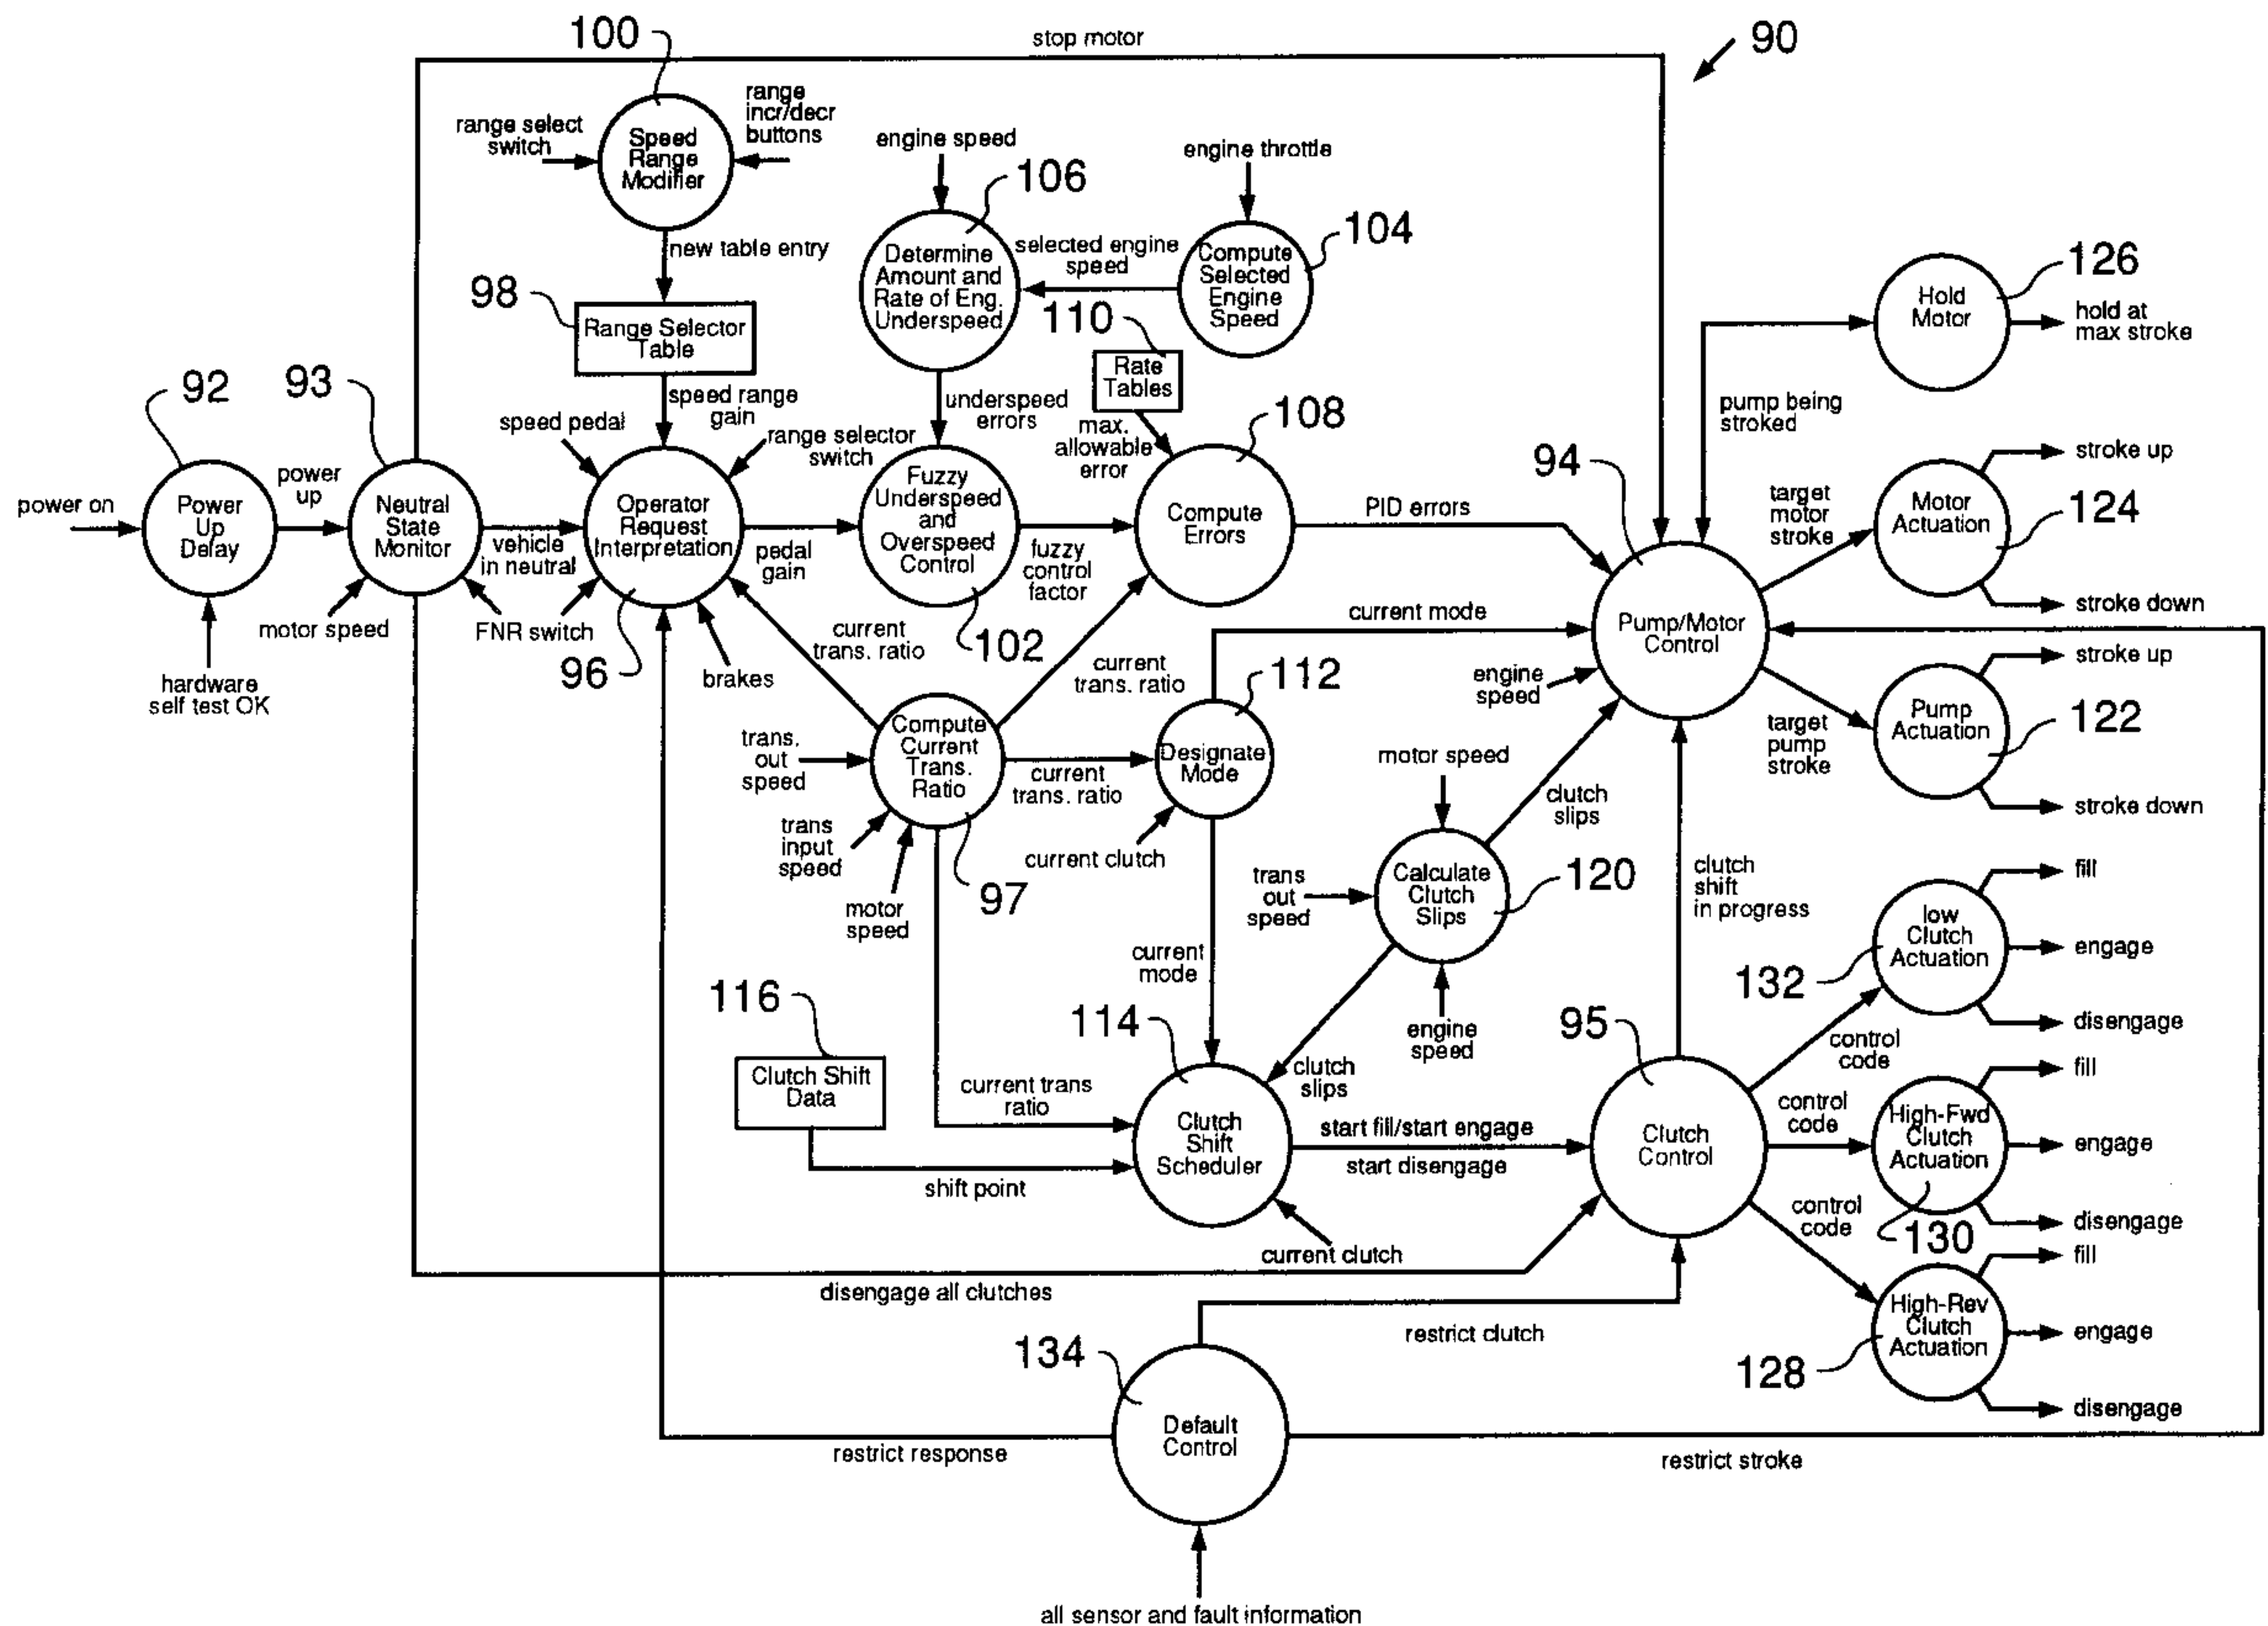 100
stop motor
90
range select
switch
Speed
Range
Modifier
range
incr/decr
buttons
engine speed
106
engine throttle
new table entry
Determine
Amount and
Rate of Eng.
Underspeed
selected engine
speed
Compute
Selected
Engine
Speed
104
98
Range Selector
Table
110
Rate
Tables
Hold
Motor
126
hold at
max stroke
92
93
speed pedal
speed range
gain
range selector
switch
underspeed
errors
max.
allowable
error
108
pump being
stroked
94
power on
Power
Up
Delay
power
up
Neutral
State
Monitor
vehicle
in neutral
Operator
Request
Interpretation
pedal
gain
Fuzzy
Underspeed
and
Overspeed
Control
fuzzy
control
factor
Compute
Errors
PID errors
target
motor
stroke
Motor
Actuation
124
stroke up
stroke down
hardware
self test OK
motor speed
FNR switch
96
brakes
current
trans. ratio
102
current
trans. ratio
current mode
Pump/Motor
Control
engine
speed
target
pump
stroke
Pump
Actuation
122
stroke up
stroke down
trans.
out
speed
Compute
Current
Trans.
Ratio
current
trans. ratio
112
Designate
Mode
motor speed
clutch
slips
trans
input
speed
motor
speed
97
current clutch
trans
out
speed
Calculate
Clutch
Slips
120
clutch
shift
in progress
low
Clutch
Actuation
132
fill
engage
disengage
current
mode
engine
speed
116
Clutch Shift
Data
114
clutch
slips
95
control
code
current trans
ratio
shift point
Clutch
Shift
Scheduler
start fill/start engage
start disengage
Clutch
Control
control
code
High-Fwd
Clutch
Actuation
130
fill
engage
disengage
current clutch
control
code
disengage all clutches
High-Rev
Clutch
Actuation
128
fill
engage
disengage
134
restrict clutch
Default
Control
restrict response
restrict stroke
all sensor and fault information